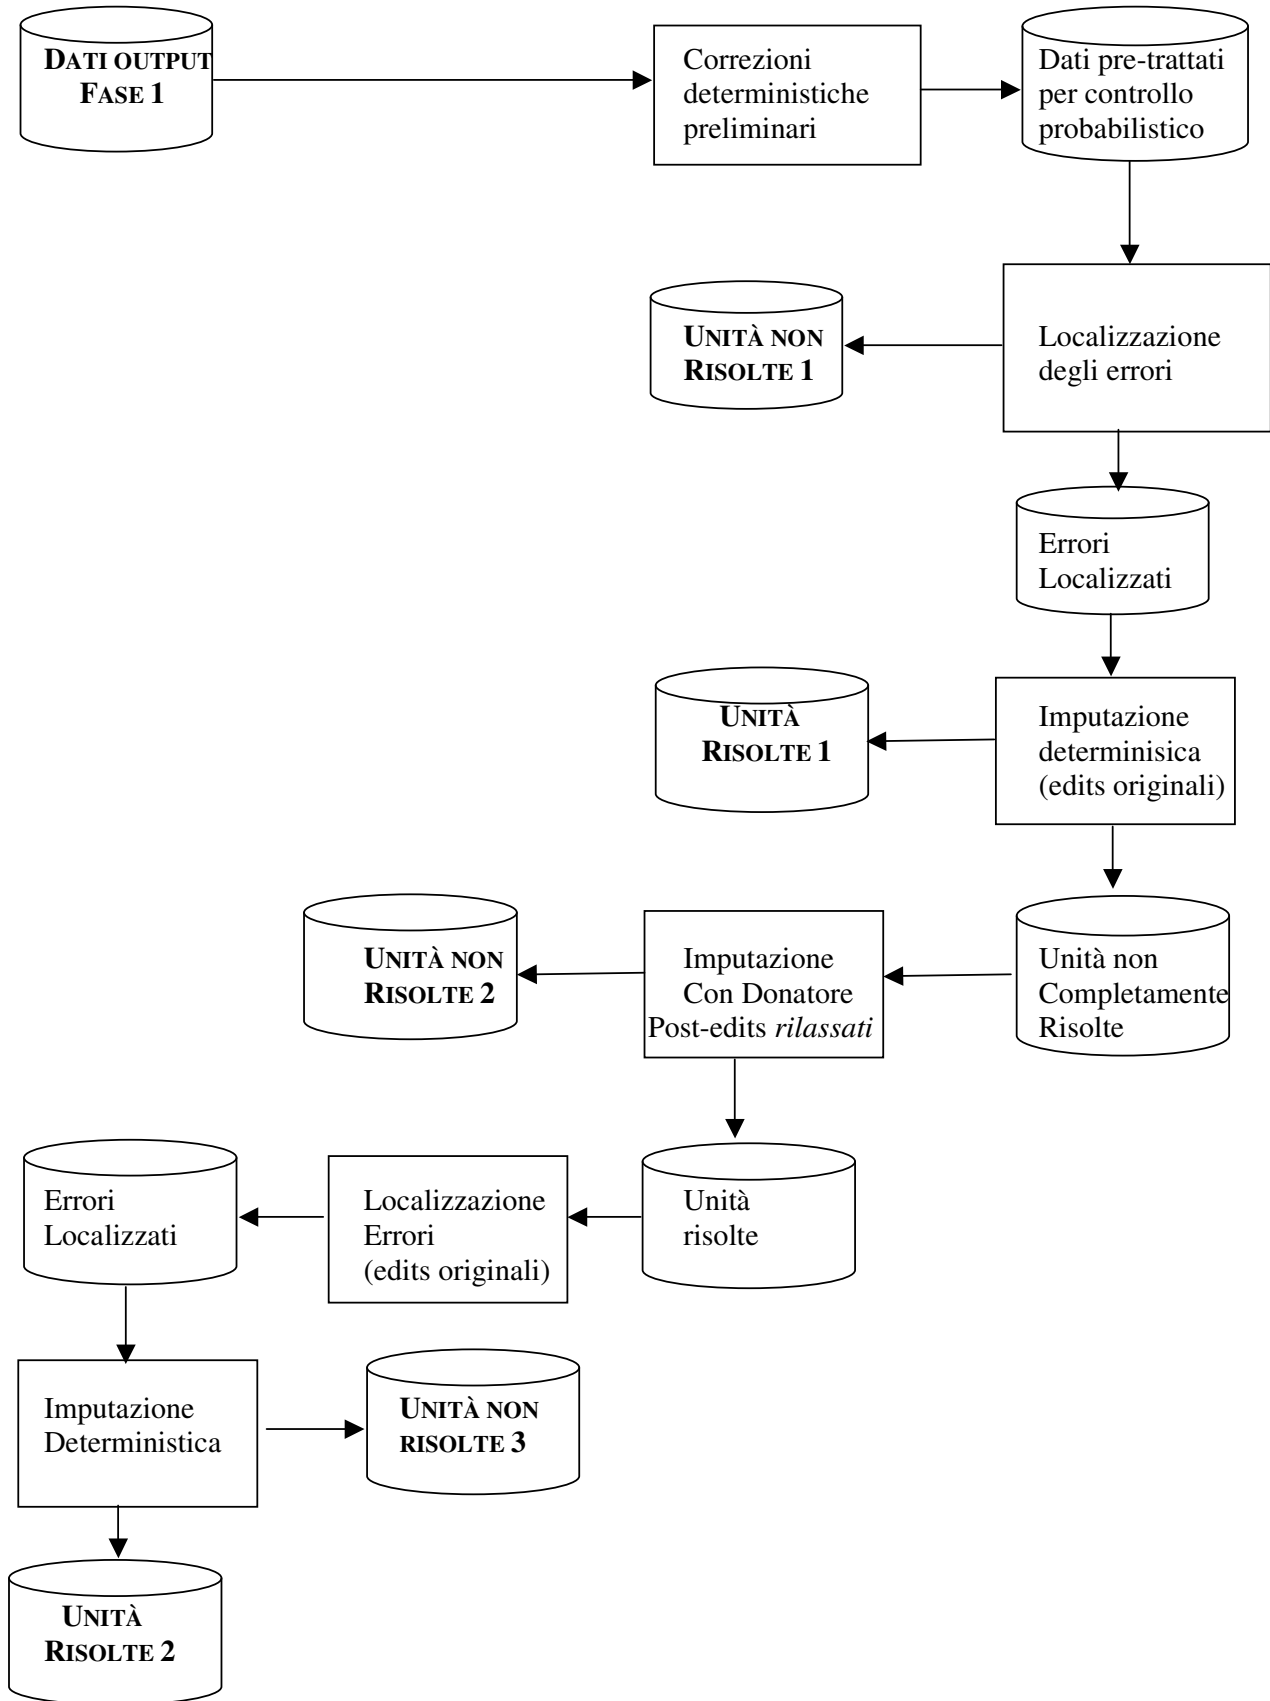 DATI OUTPUT
FASE 1
Correzioni
deterministiche
preliminari
Dati pre-trattati
per controllo
probabilistico
UNITÀ NON
RISOLTE 1
Localizzazione
degli errori
Errori
Localizzati
UNITÀ
RISOLTE 1
Imputazione
determinisica
(edits originali)
UNITÀ NON
RISOLTE 2
Imputazione
Con Donatore
Post-edits rilassati
Unità non
Completamente
Risolte
Errori
Localizzati
Localizzazione
Errori
(edits originali)
Unità
risolte
Imputazione
Deterministica
UNITÀ NON
RISOLTE 3
UNITÀ
RISOLTE 2